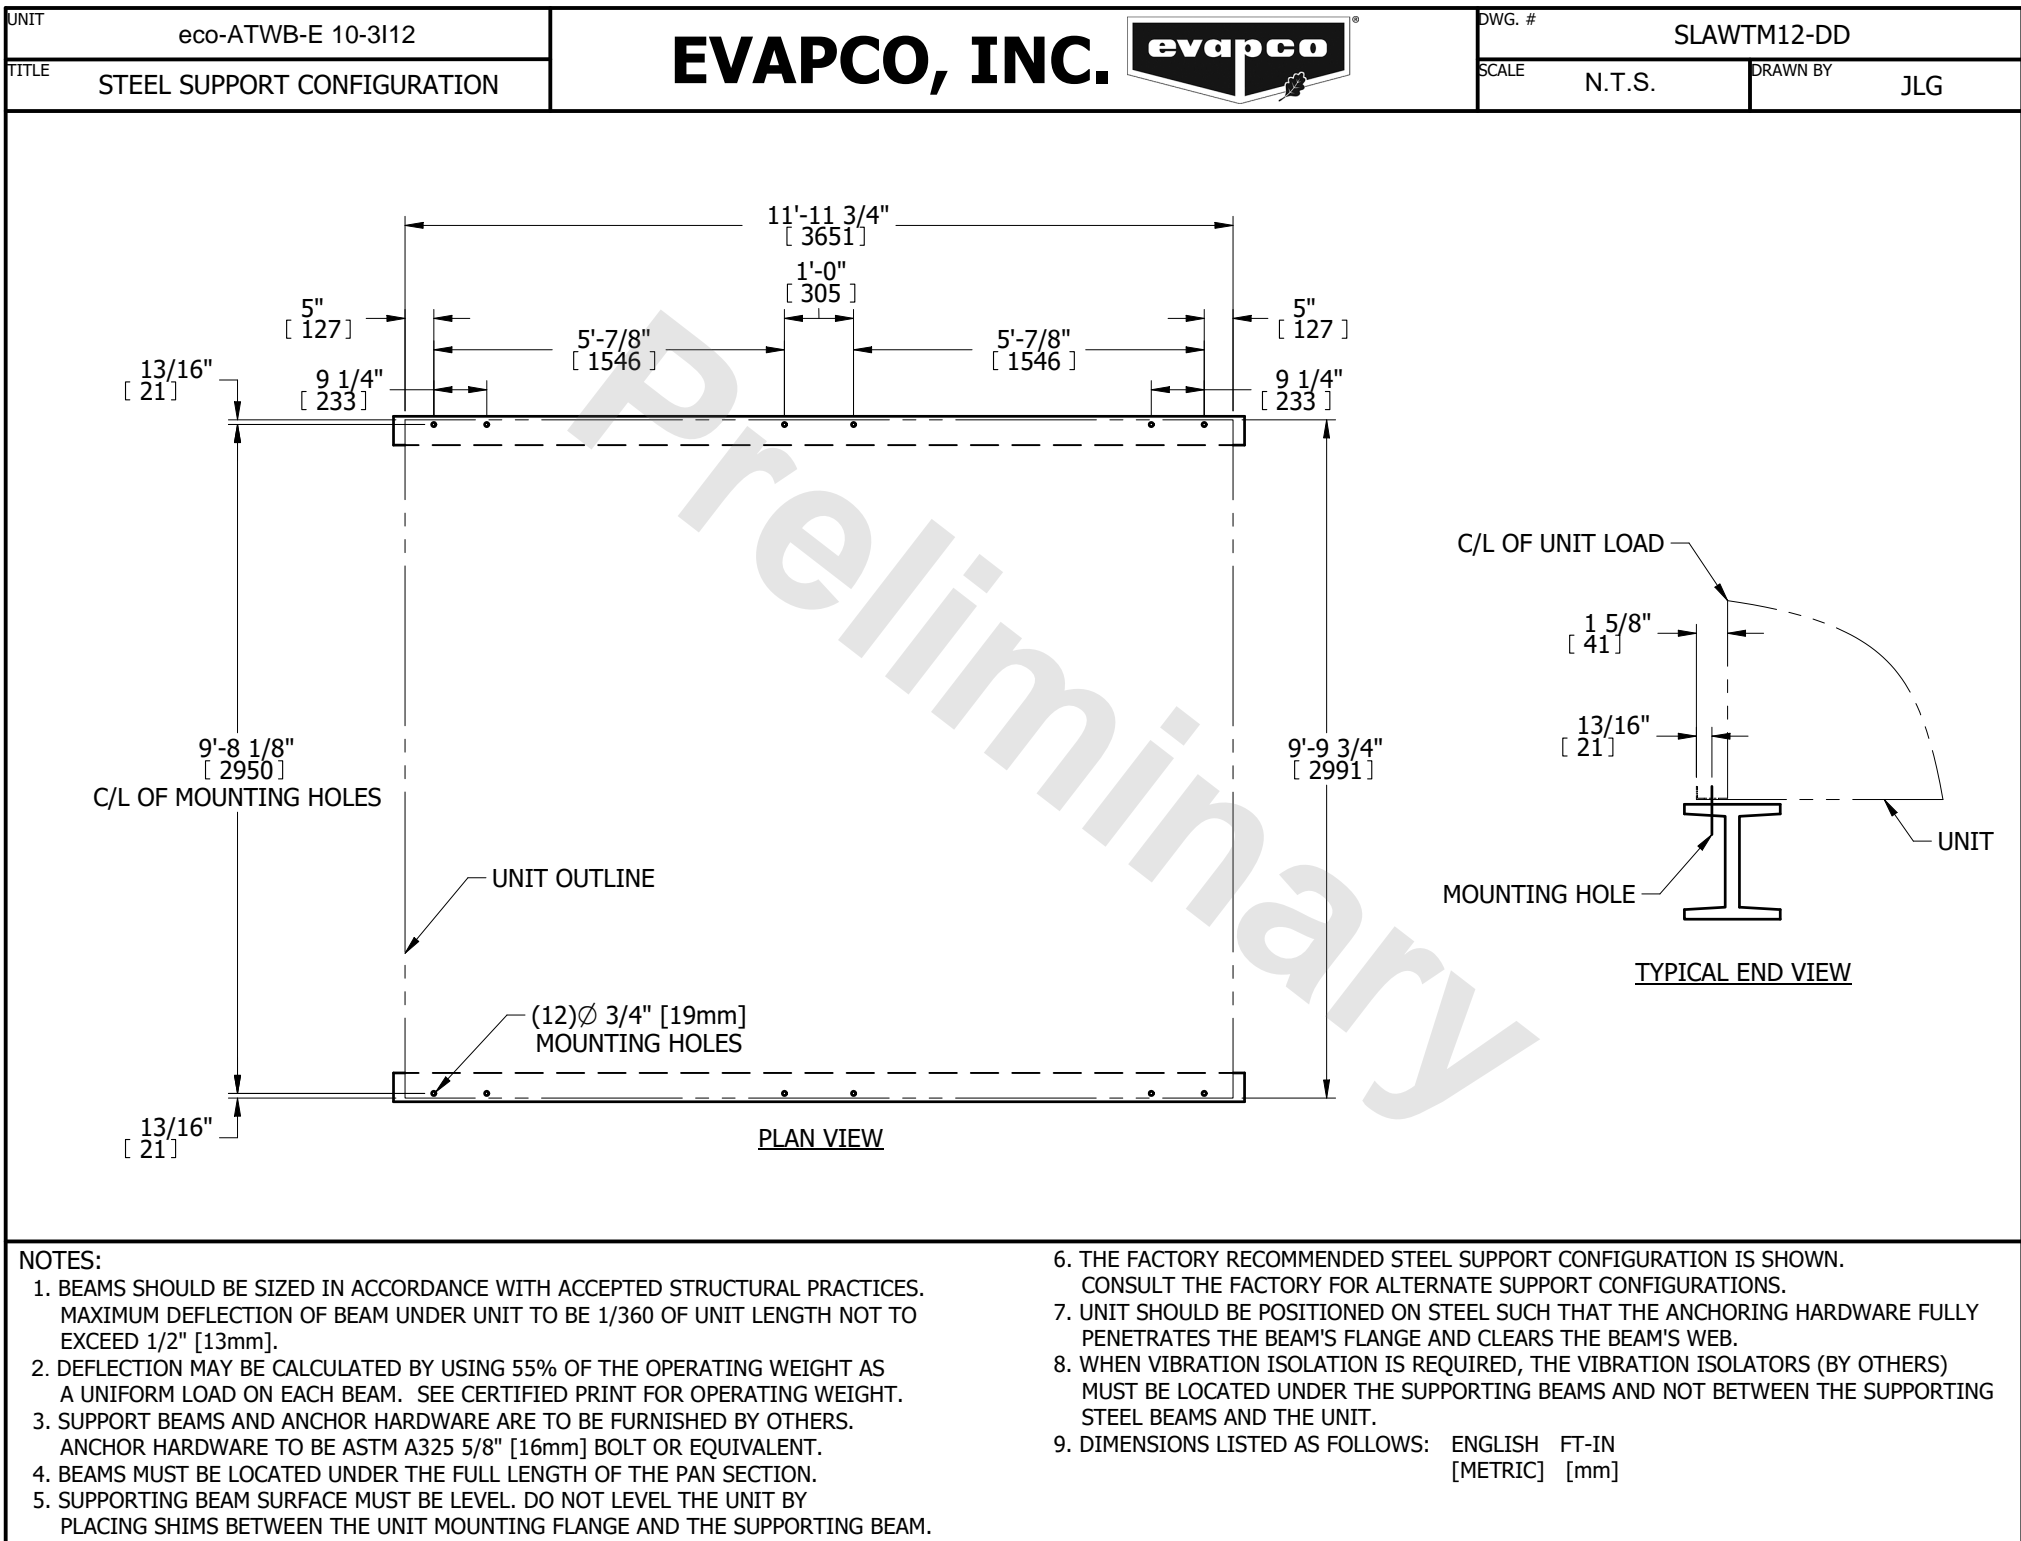 UNIT
eco-ATWB-E 10-3I12
TITLE
STEEL SUPPORT CONFIGURATION
EVAPCO, INC.
evapco
®
DWG. #
SLAWTM12-DD
SCALE
N.T.S.
DRAWN BY
JLG
11'-11 3/4"
[ 3651]
1'-0"
[ 305 ]
5"
[ 127]
5"
[ 127 ]
5'-7/8"
[ 1546 ]
5'-7/8"
[ 1546 ]
13/16"
[ 21]
9 1/4"
[ 233]
9 1/4"
[ 233 ]
Preliminary
C/L OF UNIT LOAD
1 5/8"
[ 41]
13/16"
[ 21]
9'-8 1/8"
[ 2950]
C/L OF MOUNTING HOLES
9'-9 3/4"
[ 2991]
UNIT
UNIT OUTLINE
MOUNTING HOLE
TYPICAL END VIEW
(12)∅ 3/4" [19mm]
MOUNTING HOLES
13/16"
[ 21]
PLAN VIEW
NOTES:
1. BEAMS SHOULD BE SIZED IN ACCORDANCE WITH ACCEPTED STRUCTURAL PRACTICES.
MAXIMUM DEFLECTION OF BEAM UNDER UNIT TO BE 1/360 OF UNIT LENGTH NOT TO
EXCEED 1/2" [13mm].
2. DEFLECTION MAY BE CALCULATED BY USING 55% OF THE OPERATING WEIGHT AS
A UNIFORM LOAD ON EACH BEAM. SEE CERTIFIED PRINT FOR OPERATING WEIGHT.
3. SUPPORT BEAMS AND ANCHOR HARDWARE ARE TO BE FURNISHED BY OTHERS.
ANCHOR HARDWARE TO BE ASTM A325 5/8" [16mm] BOLT OR EQUIVALENT.
4. BEAMS MUST BE LOCATED UNDER THE FULL LENGTH OF THE PAN SECTION.
5. SUPPORTING BEAM SURFACE MUST BE LEVEL. DO NOT LEVEL THE UNIT BY
PLACING SHIMS BETWEEN THE UNIT MOUNTING FLANGE AND THE SUPPORTING BEAM.
6. THE FACTORY RECOMMENDED STEEL SUPPORT CONFIGURATION IS SHOWN.
CONSULT THE FACTORY FOR ALTERNATE SUPPORT CONFIGURATIONS.
7. UNIT SHOULD BE POSITIONED ON STEEL SUCH THAT THE ANCHORING HARDWARE FULLY
PENETRATES THE BEAM'S FLANGE AND CLEARS THE BEAM'S WEB.
8. WHEN VIBRATION ISOLATION IS REQUIRED, THE VIBRATION ISOLATORS (BY OTHERS)
MUST BE LOCATED UNDER THE SUPPORTING BEAMS AND NOT BETWEEN THE SUPPORTING
STEEL BEAMS AND THE UNIT.
9. DIMENSIONS LISTED AS FOLLOWS: ENGLISH FT-IN
[METRIC] [mm]